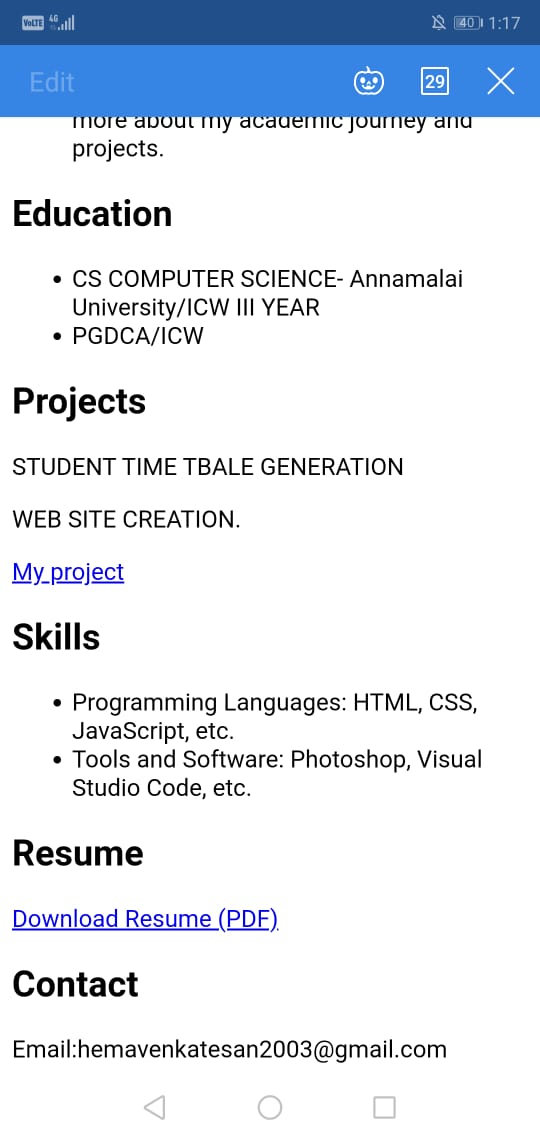 VoLTE 4G 40 1:17
Edit 29
more about my academic journey and
projects.
Education
• CS COMPUTER SCIENCE- Annamalai
University/ICW III YEAR
• PGDCA/ICW
Projects
STUDENT TIME TBALE GENERATION
WEB SITE CREATION.
My project
Skills
• Programming Languages: HTML, CSS,
JavaScript, etc.
• Tools and Software: Photoshop, Visual
Studio Code, etc.
Resume
Download Resume (PDF)
Contact
Email:hemavenkatesan2003@gmail.com